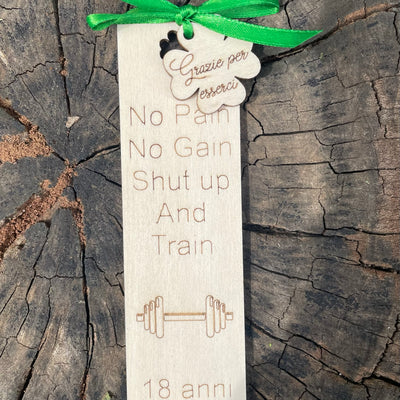 Grazie per
esserci
No Pain
No Gain
Shut up
And
Train
18 anni